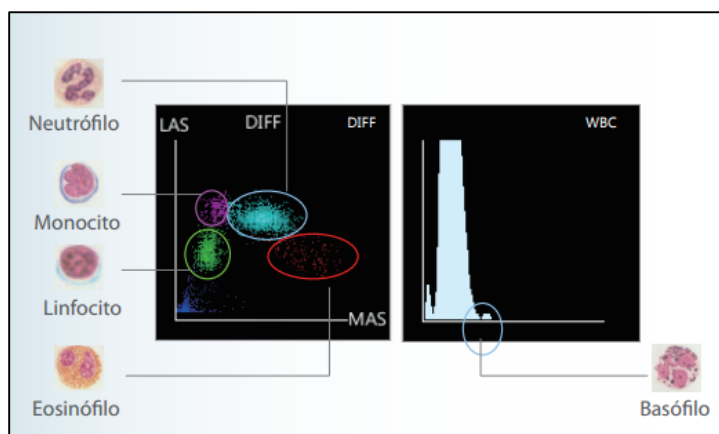 Neutrófilo
Monocito
Linfocito
Eosinófilo
LAS
DIFF
DIFF
MAS
WBC
Basófilo